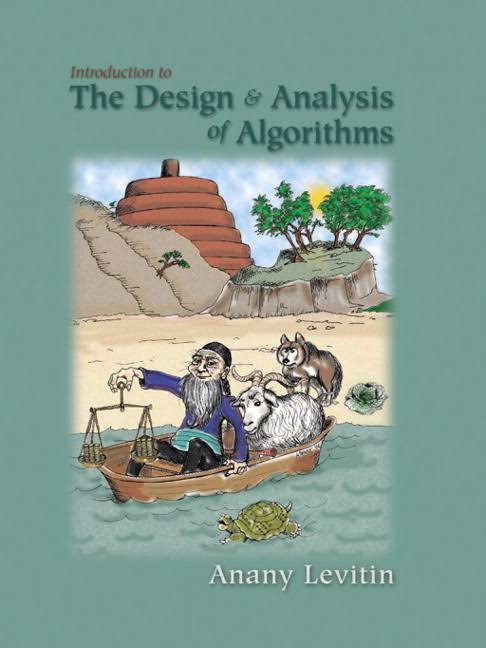 Introduction to
The Design & Analysis
of Algorithms
Anany Levitin